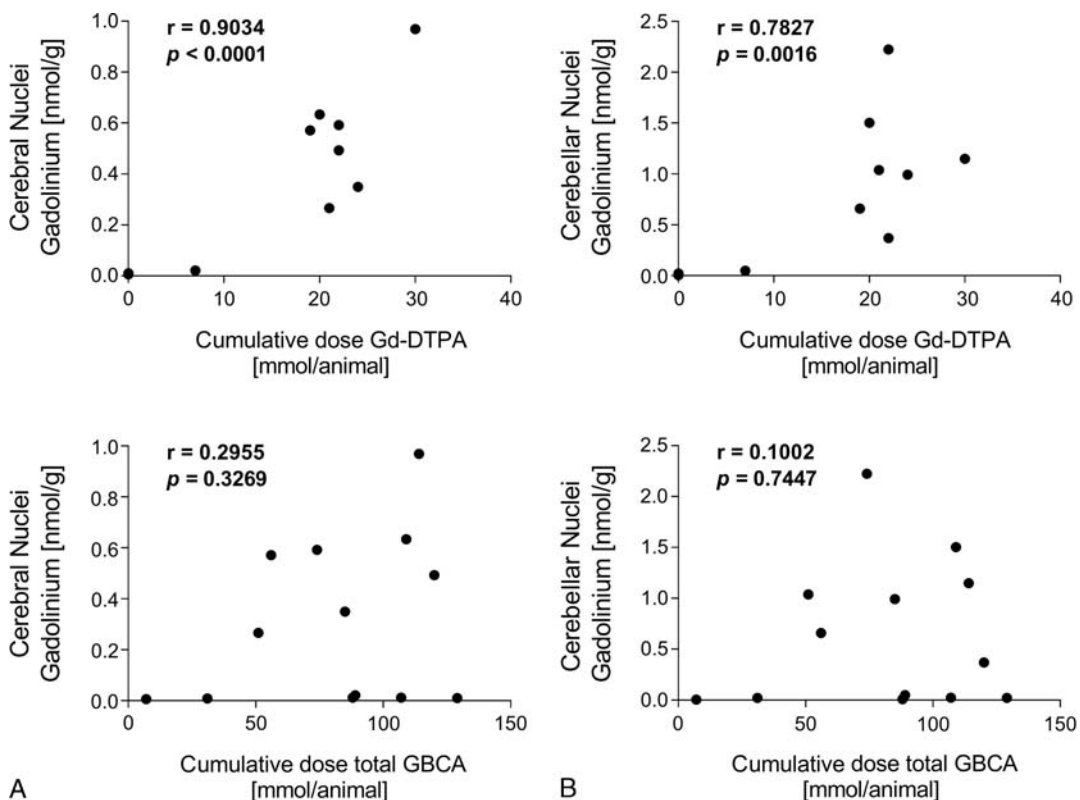 r = 0.9034
p < 0.0001
Cerebral Nuclei
Gadolinium [nmol/g]
1.0
0.8
0.6
0.4
0.2
0.0
0
10
20
30
40
Cumulative dose Gd-DTPA
[mmol/animal]
r = 0.7827
p = 0.0016
Cerebellar Nuclei
Gadolinium [nmol/g]
2.5
2.0
1.5
1.0
0.5
0.0
0
10
20
30
40
Cumulative dose Gd-DTPA
[mmol/animal]
r = 0.2955
p = 0.3269
Cerebral Nuclei
Gadolinium [nmol/g]
1.0
0.8
0.6
0.4
0.2
0.0
0
50
100
150
Cumulative dose total GBCA
[mmol/animal]
A
r = 0.1002
p = 0.7447
Cerebellar Nuclei
Gadolinium [nmol/g]
2.5
2.0
1.5
1.0
0.5
0.0
0
50
100
150
Cumulative dose total GBCA
[mmol/animal]
B